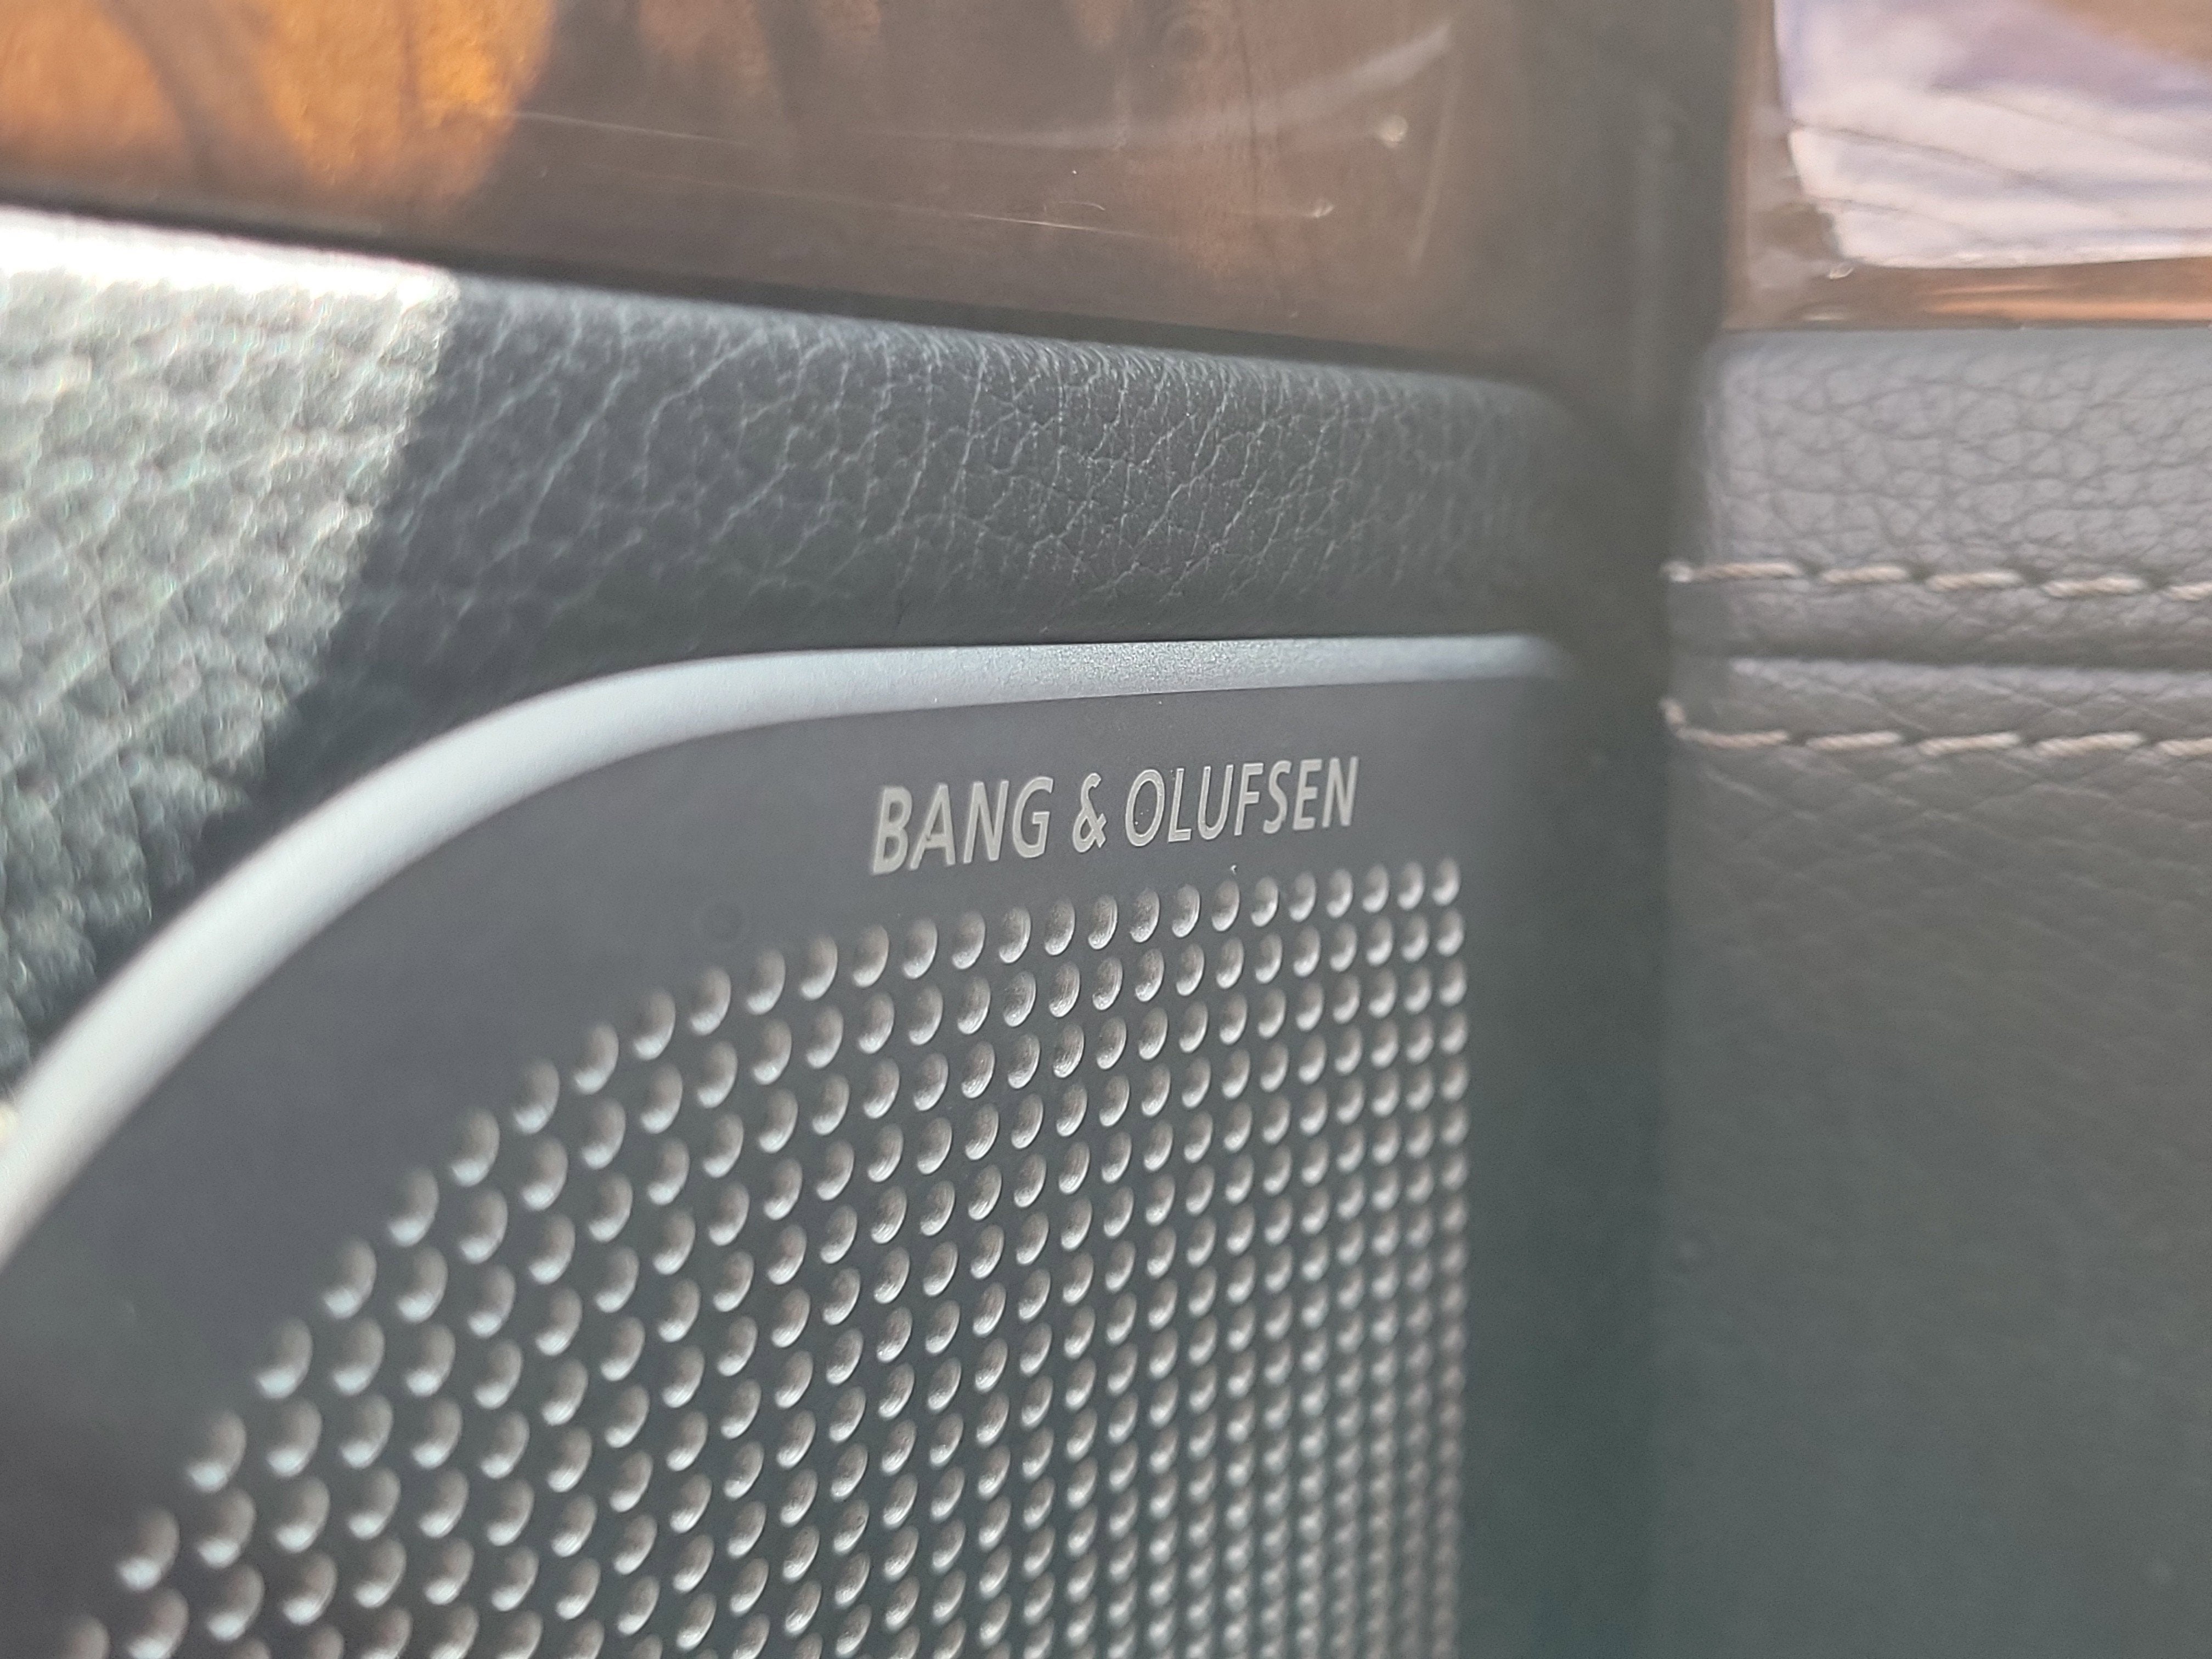 BANG & OLUFSEN